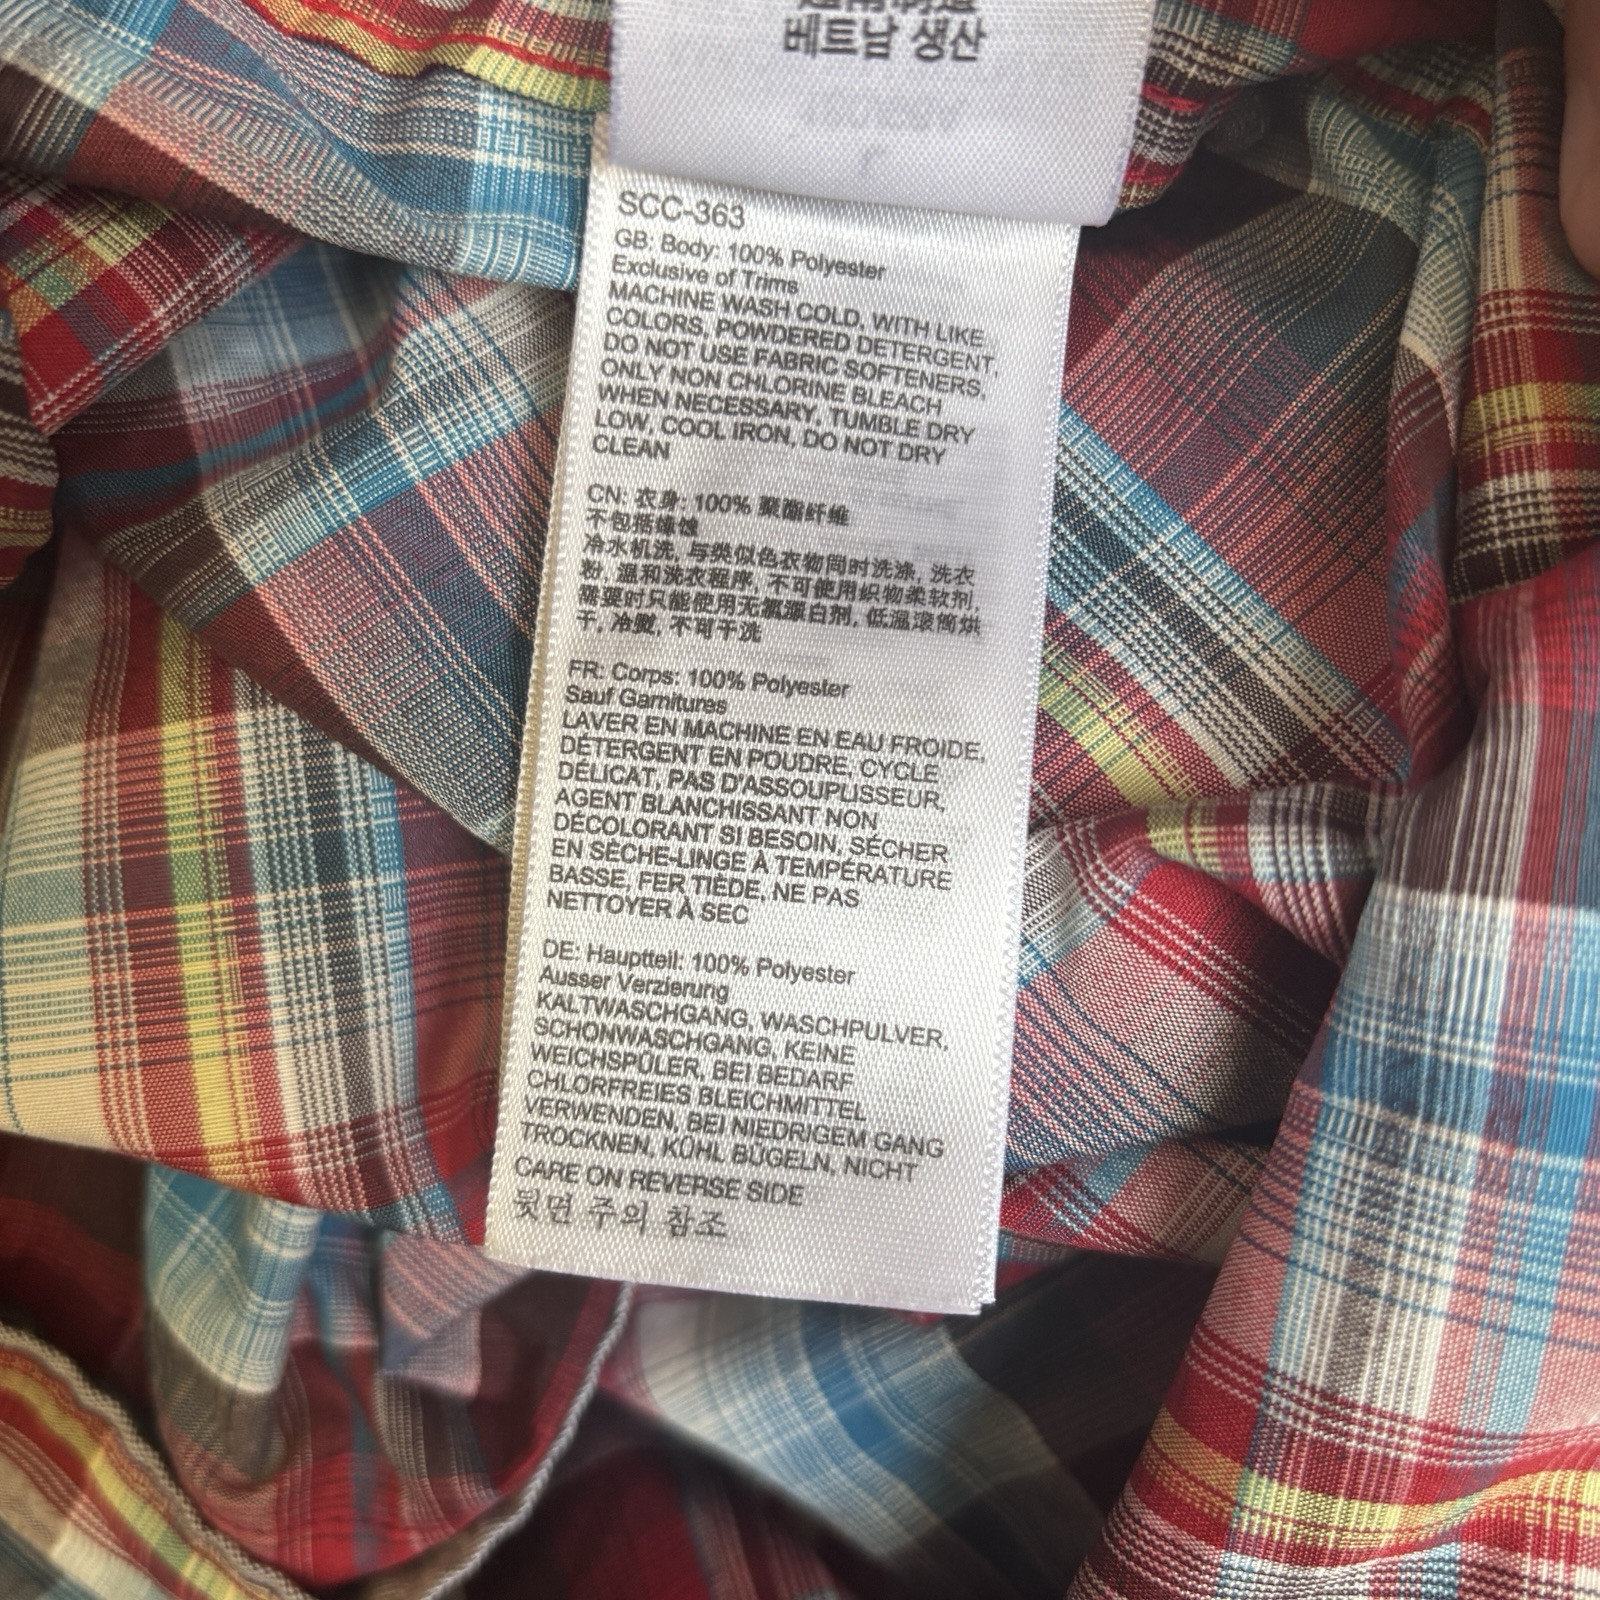 베트남 생산
SCC-363
GB: Body: 100% Polyester
Exclusive of Trims
MACHINE WASH COLD, WITH LIKE
COLORS, POWDERED DETERGENT,
DO NOT USE FABRIC SOFTENERS,
ONLY NON CHLORINE BLEACH
WHEN NECESSARY, TUMBLE DRY
LOW, COOL IRON, DO NOT DRY
CLEAN
CN: 衣身: 100% 聚酯纤维
不包括缘饰
冷水机洗, 与类似色衣物同时洗涤, 洗衣
粉, 温和洗衣程序, 不可使用织物柔软剂,
需要时只能使用无氯漂白剂, 低温滚筒烘
干, 冷熨, 不可干洗
FR: Corps: 100% Polyester
Sauf Garnitures
LAVER EN MACHINE EN EAU FROIDE,
DÉTERGENT EN POUDRE, CYCLE
DÉLICAT, PAS D'ASSOUPLISSEUR,
AGENT BLANCHISSANT NON
DÉCOLORANT SI BESOIN, SÉCHER
EN SÈCHE-LINGE À TEMPÉRATURE
BASSE, FER TIÈDE, NE PAS
NETTOYER À SEC
DE: Hauptteil: 100% Polyester
Ausser Verzierung
KALTWASCHGANG, WASCHPULVER,
SCHONWASCHGANG, KEINE
WEICHSPÜLER, BEI BEDARF
CHLORFREIES BLEICHMITTEL
VERWENDEN, BEI NIEDRIGEM GANG
TROCKNEN, KÜHL BÜGELN, NICHT
CARE ON REVERSE SIDE
뒷면 주의 참조